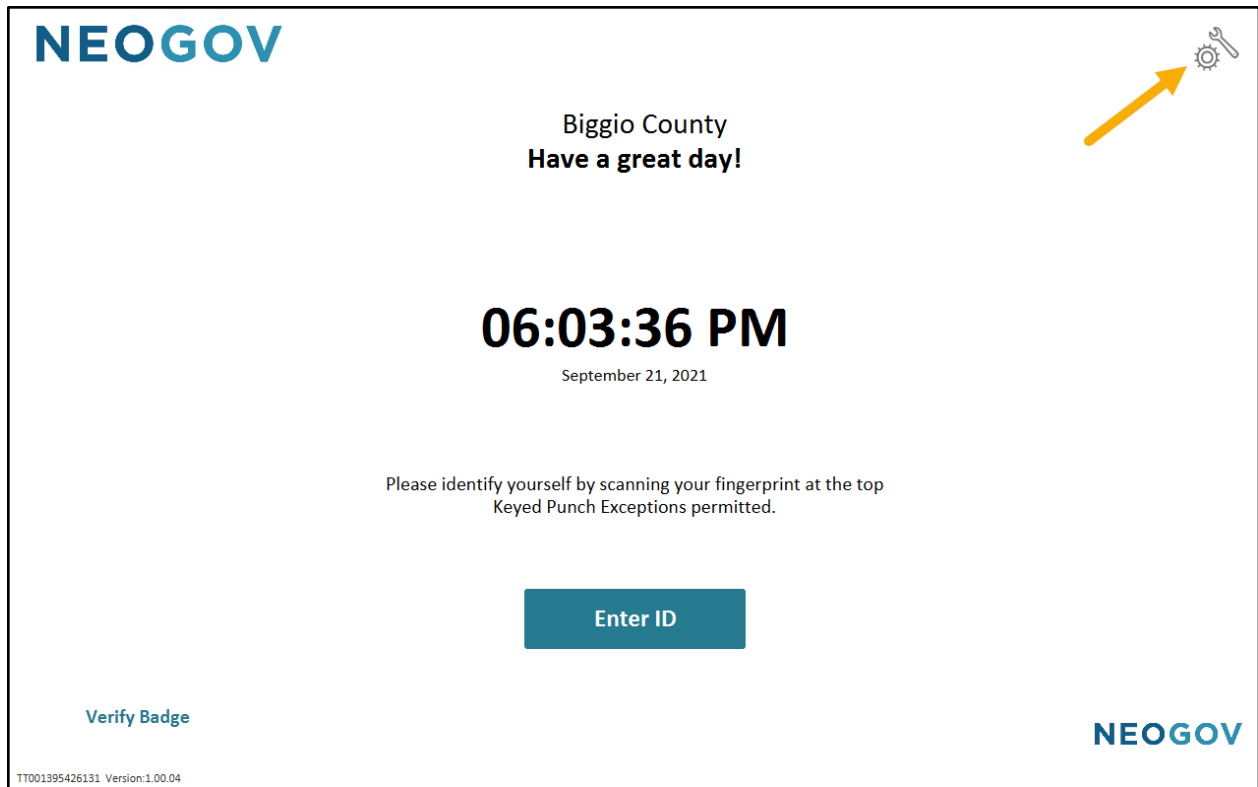 NEOGOV
Biggio County
Have a great day!
06:03:36 PM
September 21, 2021
Please identify yourself by scanning your fingerprint at the top
Keyed Punch Exceptions permitted.
Enter ID
Verify Badge
NEOGOV
TT001395426131 Version:1.00.04